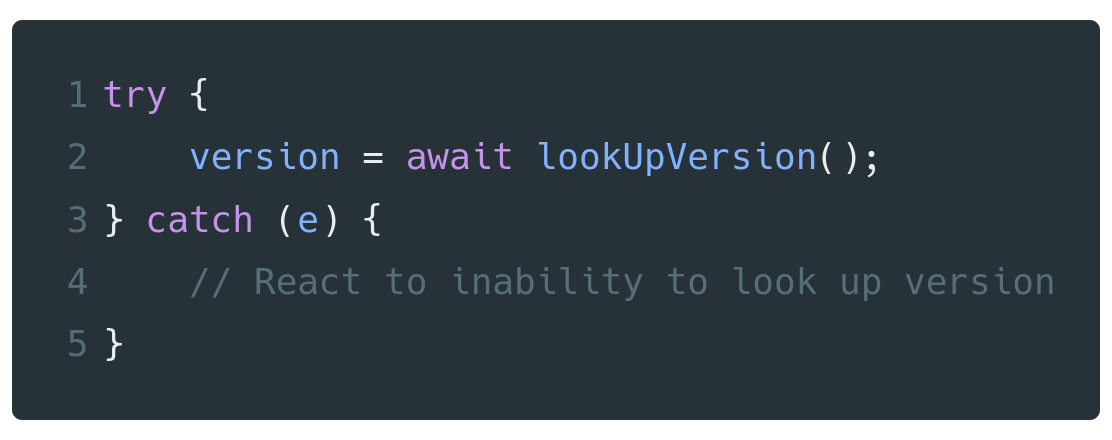 1 try {
2     version = await lookUpVersion();
3 } catch (e) {
4     // React to inability to look up version
5 }